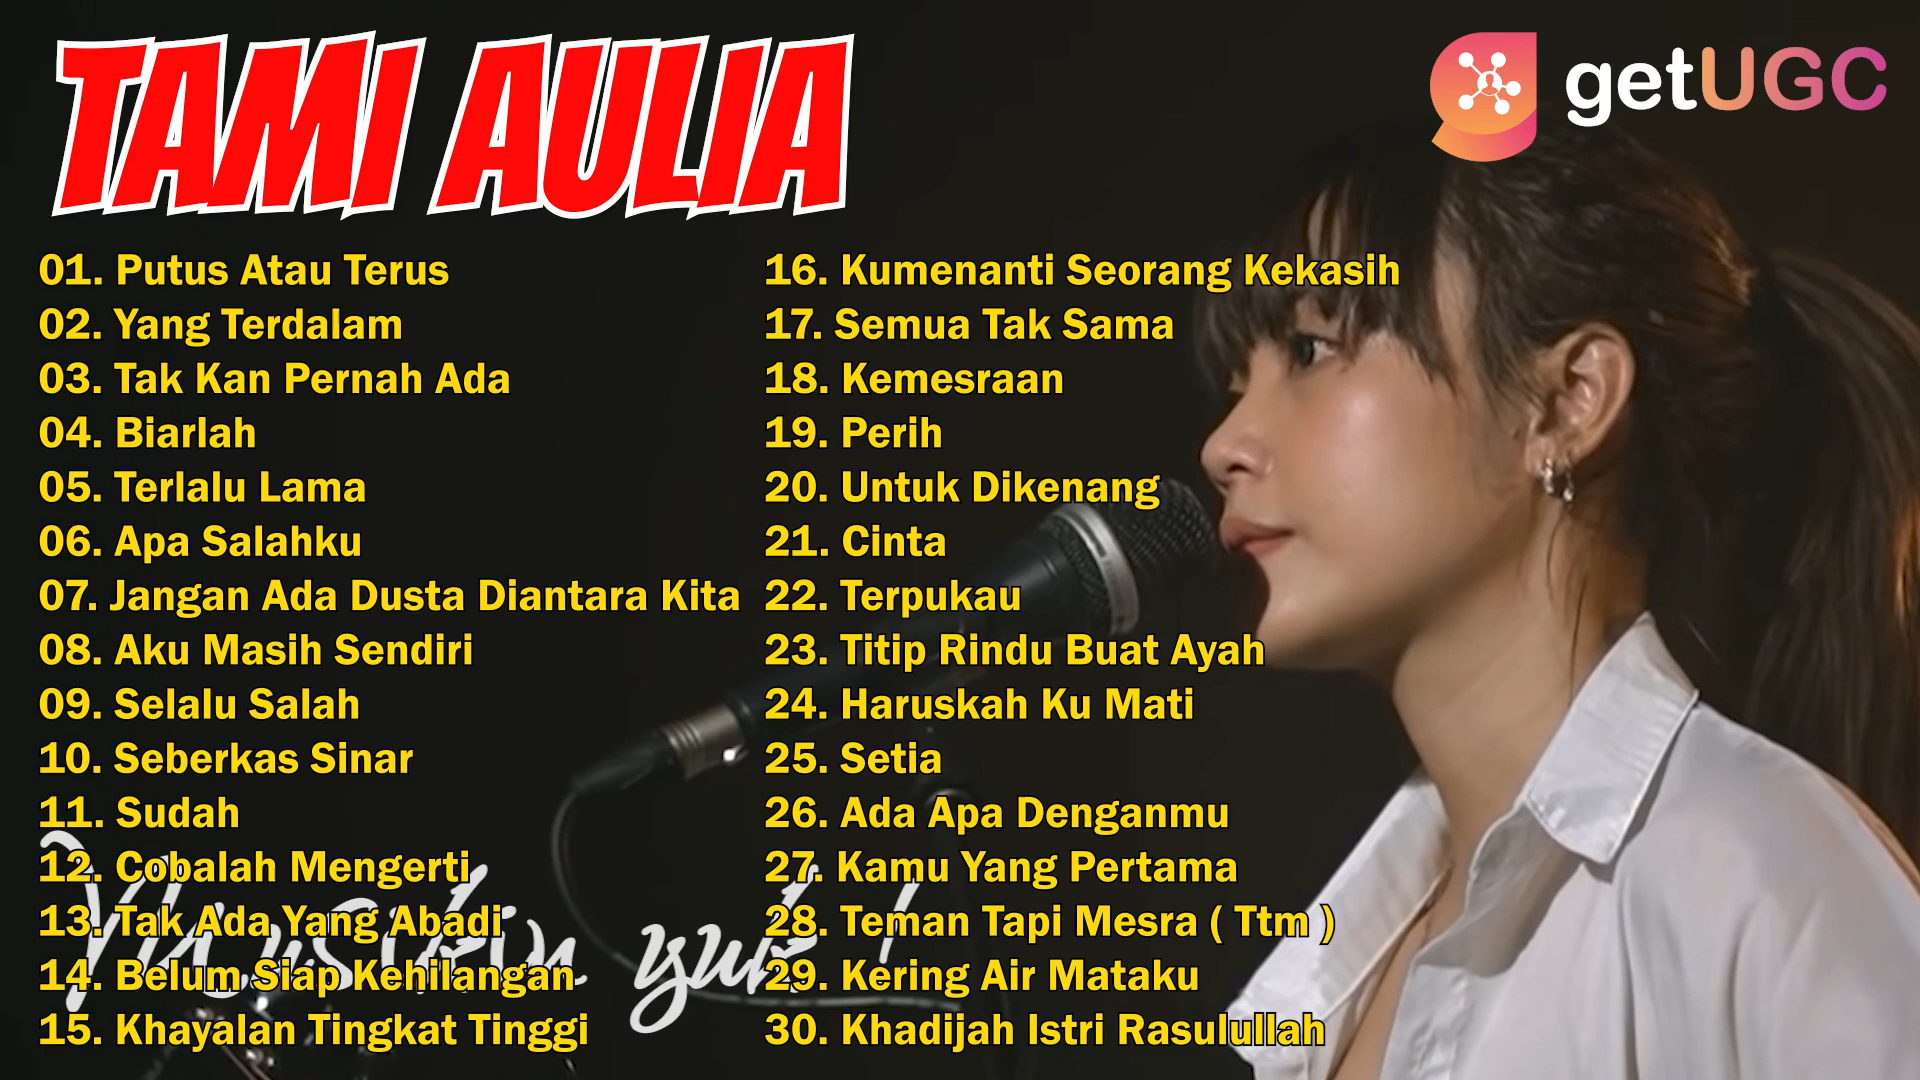 TAMI AULIA
getUGC
01. Putus Atau Terus
02. Yang Terdalam
03. Tak Kan Pernah Ada
04. Biarlah
05. Terlalu Lama
06. Apa Salahku
07. Jangan Ada Dusta Diantara Kita
08. Aku Masih Sendiri
09. Selalu Salah
10. Seberkas Sinar
11. Sudah
12. Cobalah Mengerti
13. Tak Ada Yang Abadi
14. Belum Siap Kehilangan
15. Khayalan Tingkat Tinggi
16. Kumenanti Seorang Kekasih
17. Semua Tak Sama
18. Kemesraan
19. Perih
20. Untuk Dikenang
21. Cinta
22. Terpukau
23. Titip Rindu Buat Ayah
24. Haruskah Ku Mati
25. Setia
26. Ada Apa Denganmu
27. Kamu Yang Pertama
28. Teman Tapi Mesra ( Ttm )
29. Kering Air Mataku
30. Khadijah Istri Rasulullah
Musikin yuk !